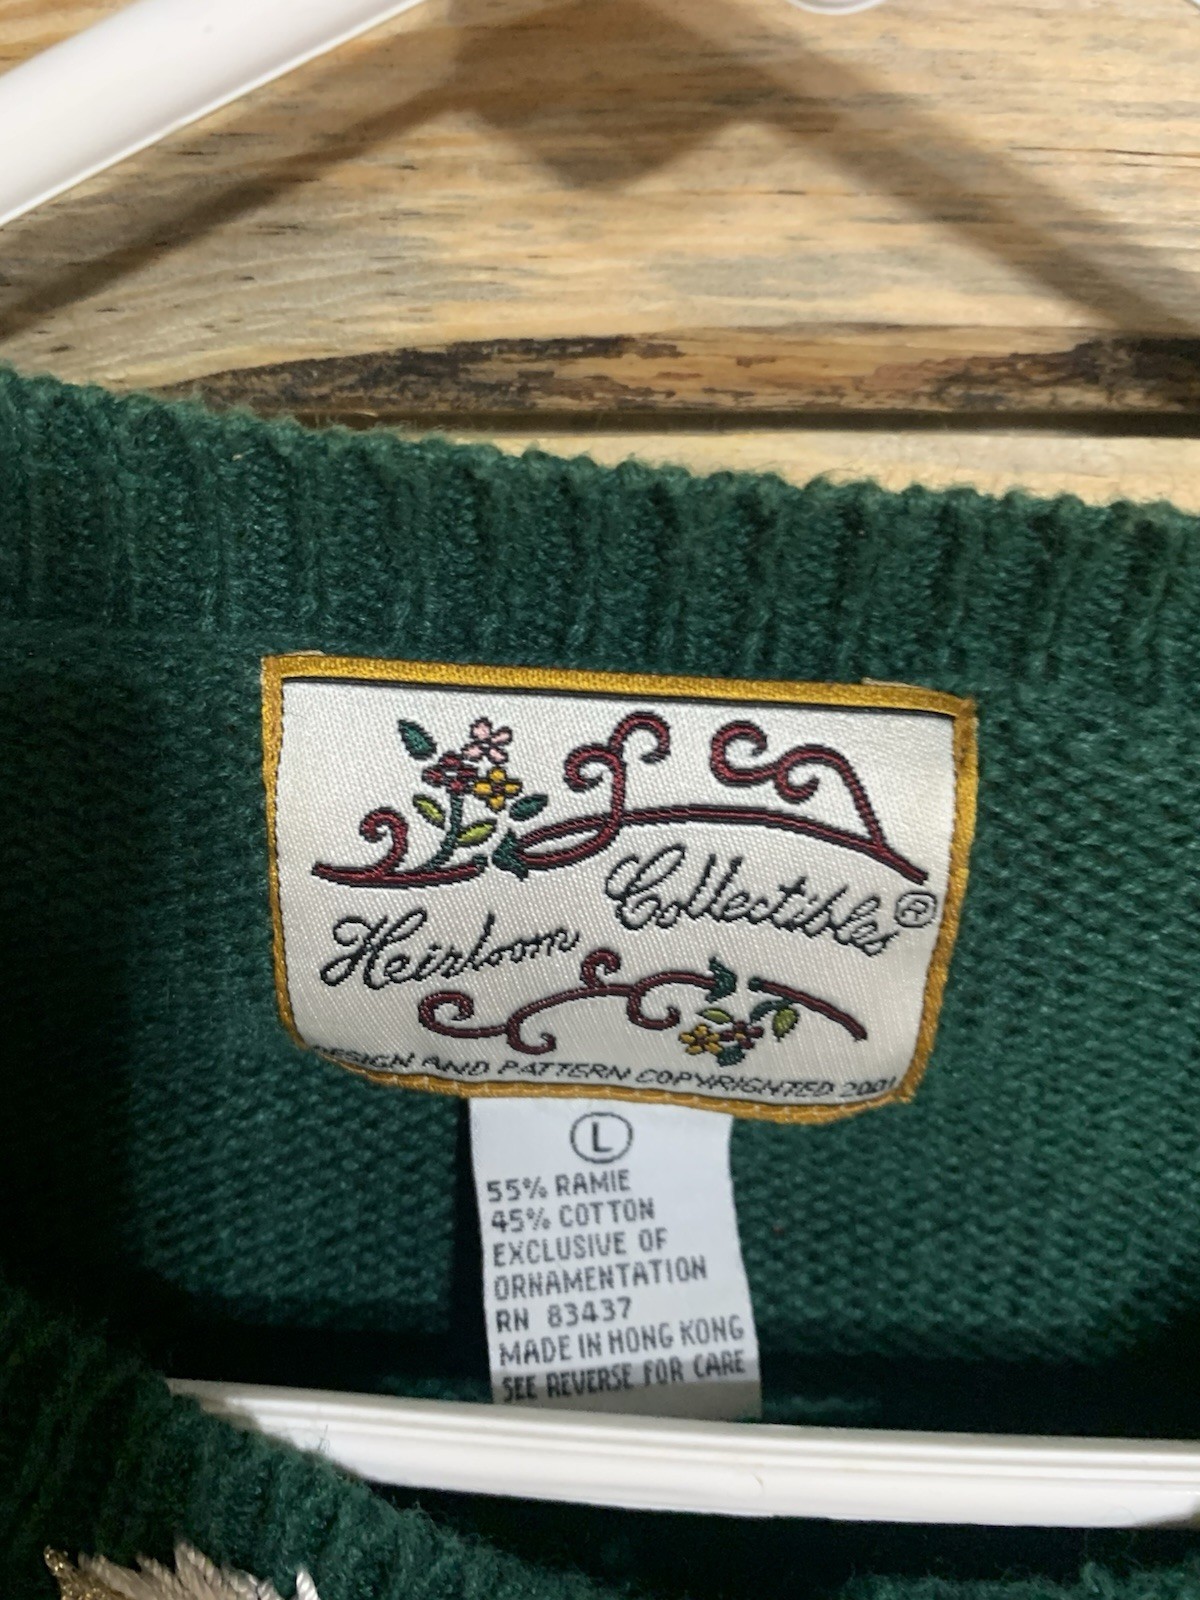 Heirloom Collectibles®
DESIGN AND PATTERN COPYRIGHTED 2001
L
55% RAMIE
45% COTTON
EXCLUSIVE OF
ORNAMENTATION
RN 83437
MADE IN HONG KONG
SEE REVERSE FOR CARE